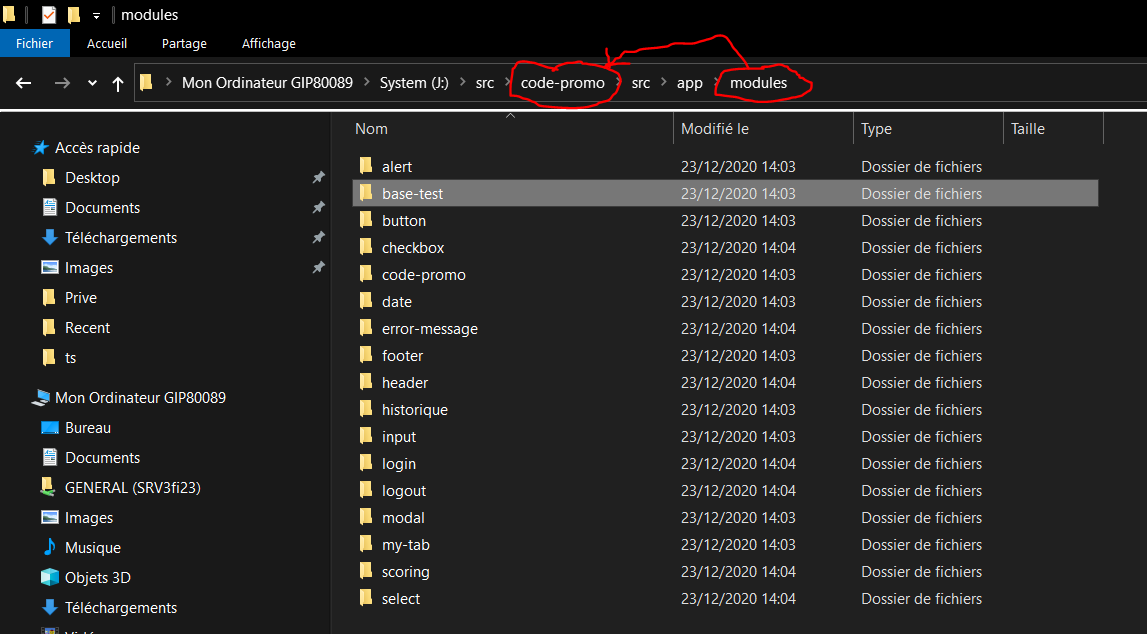 modules
Fichier Accueil Partage Affichage
Mon Ordinateur GIP80089 > System (J:) > src > code-promo > src > app > modules
Nom Modifié le Type Taille
Accès rapide
Desktop
Documents
Téléchargements
Images
Prive
Recent
ts
Mon Ordinateur GIP80089
Bureau
Documents
GENERAL (SRV3fi23)
Images
Musique
Objets 3D
Téléchargements
alert 23/12/2020 14:03 Dossier de fichiers
base-test 23/12/2020 14:03 Dossier de fichiers
button 23/12/2020 14:03 Dossier de fichiers
checkbox 23/12/2020 14:04 Dossier de fichiers
code-promo 23/12/2020 14:03 Dossier de fichiers
date 23/12/2020 14:03 Dossier de fichiers
error-message 23/12/2020 14:04 Dossier de fichiers
footer 23/12/2020 14:03 Dossier de fichiers
header 23/12/2020 14:04 Dossier de fichiers
historique 23/12/2020 14:03 Dossier de fichiers
input 23/12/2020 14:03 Dossier de fichiers
login 23/12/2020 14:04 Dossier de fichiers
logout 23/12/2020 14:04 Dossier de fichiers
modal 23/12/2020 14:03 Dossier de fichiers
my-tab 23/12/2020 14:03 Dossier de fichiers
scoring 23/12/2020 14:04 Dossier de fichiers
select 23/12/2020 14:04 Dossier de fichiers